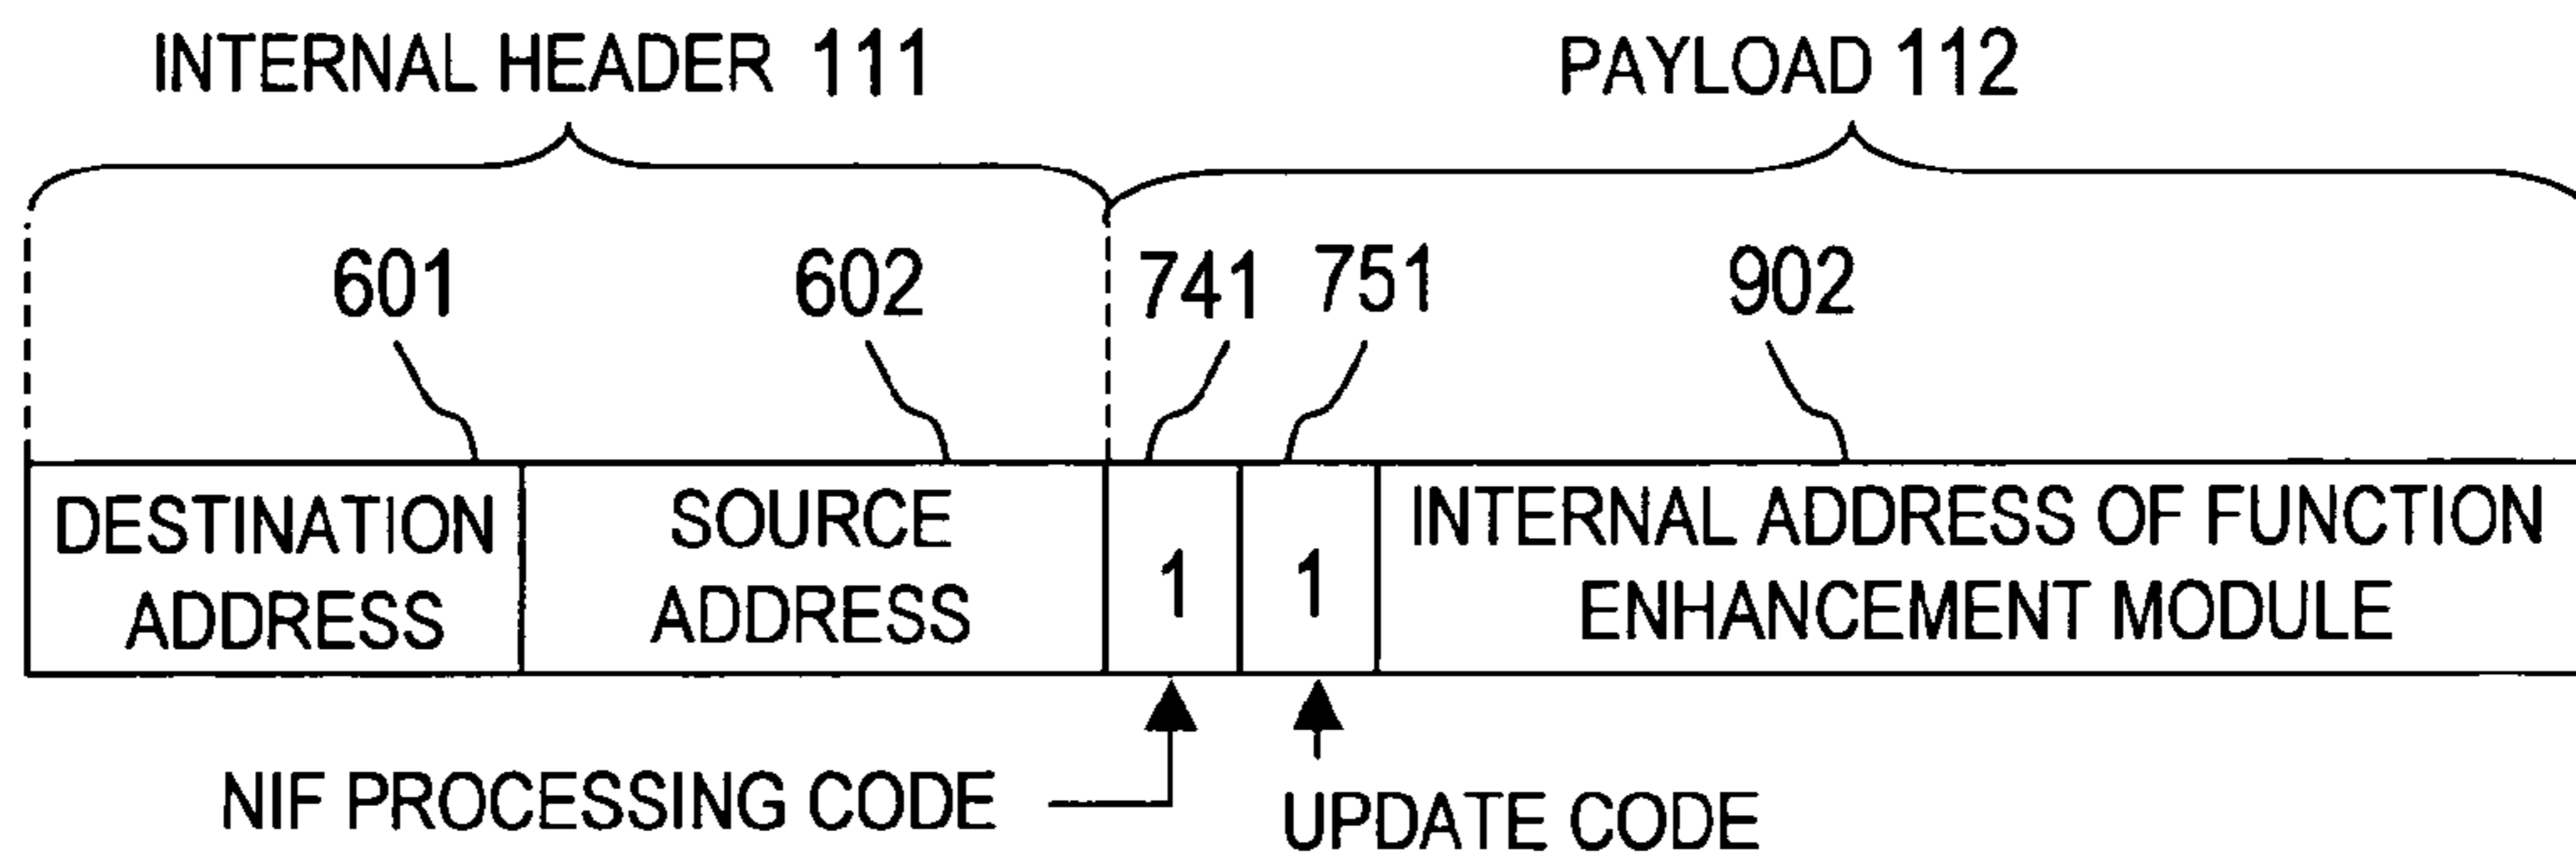 INTERNAL HEADER 111
PAYLOAD 112
601
602
741
751
902
DESTINATION
ADDRESS
SOURCE
ADDRESS
1
1
INTERNAL ADDRESS OF FUNCTION
ENHANCEMENT MODULE
NIF PROCESSING CODE
UPDATE CODE